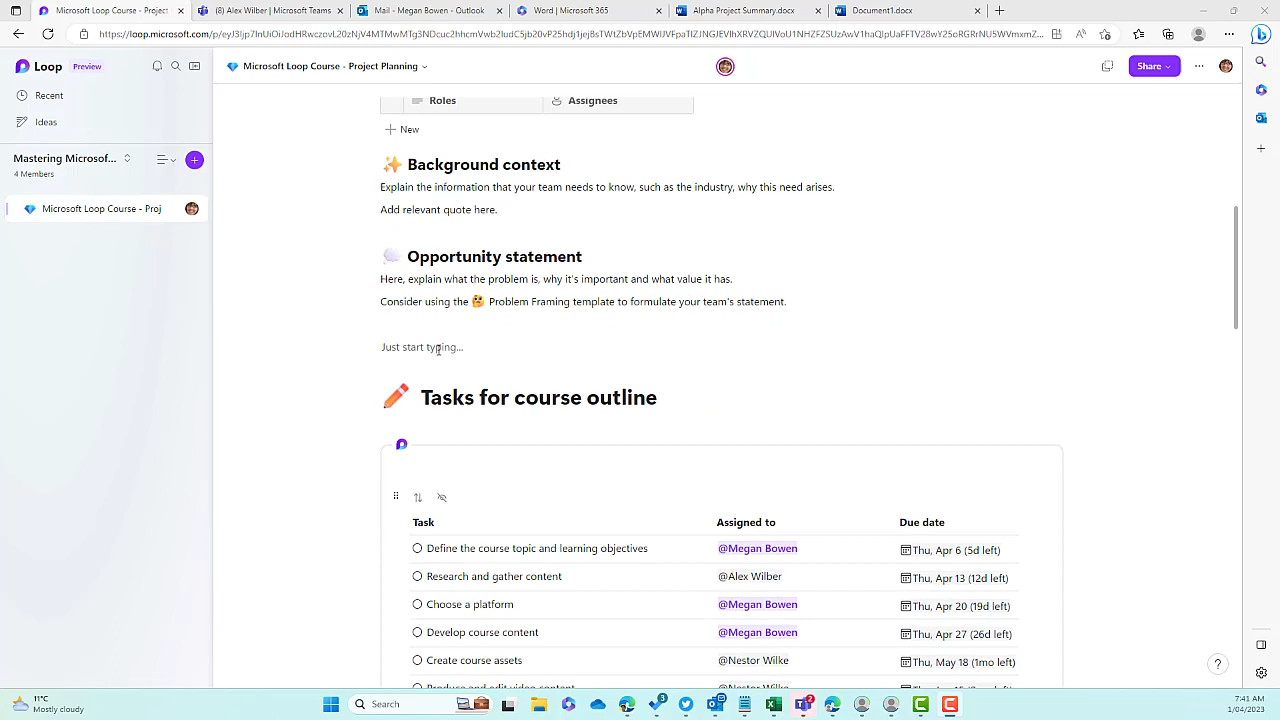 Microsoft Loop Course - Project
(8) Alex Wilber | Microsoft Teams
Mail - Megan Bowen - Outlook
Word | Microsoft 365
Alpha Project Summary.docx
Document1.docx
Loop
Preview
Microsoft Loop Course - Project Planning
Share
Recent
Ideas
Mastering Microsof...
4 Members
Microsoft Loop Course - Proj
Roles
Assignees
New
Background context
Explain the information that your team needs to know, such as the industry, why this need arises.
Add relevant quote here.
Opportunity statement
Here, explain what the problem is, why it's important and what value it has.
Consider using the 🤔 Problem Framing template to formulate your team's statement.
Just start typing...
Tasks for course outline
Task Assigned to Due date
Define the course topic and learning objectives @Megan Bowen Thu, Apr 6 (5d left)
Research and gather content @Alex Wilber Thu, Apr 13 (12d left)
Choose a platform @Megan Bowen Thu, Apr 20 (19d left)
Develop course content @Megan Bowen Thu, Apr 27 (26d left)
Create course assets @Nestor Wilke Thu, May 18 (1mo left)
11°C
Mostly cloudy
Search
3
2
7:41 AM
1/04/2023